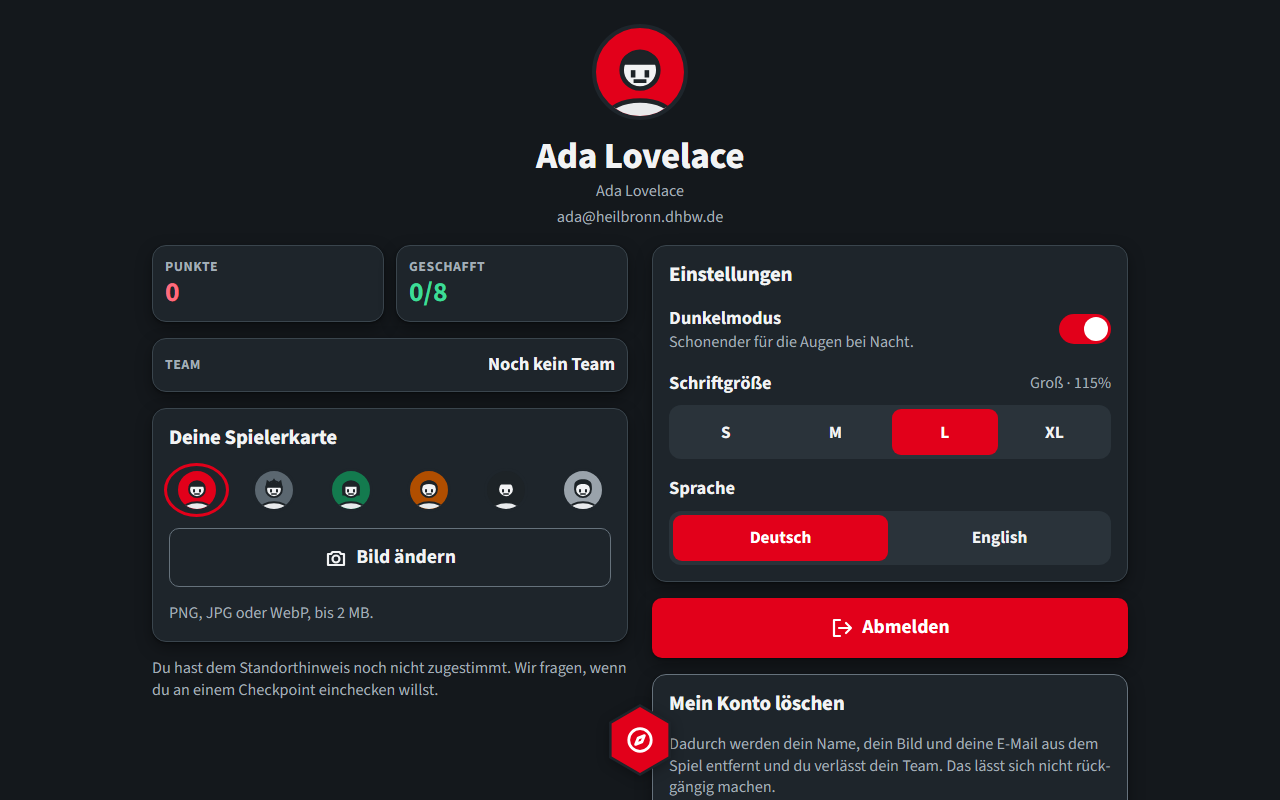 Ada Lovelace
Ada Lovelace
ada@heilbronn.dhbw.de
PUNKTE
0
GESCHAFFT
0/8
TEAM
Noch kein Team
Deine Spielerkarte
Bild ändern
PNG, JPG oder WebP, bis 2 MB.
Du hast dem Standorthinweis noch nicht zugestimmt. Wir fragen, wenn
du an einem Checkpoint einchecken willst.
Einstellungen
Dunkelmodus
Schonender für die Augen bei Nacht.
Schriftgröße
Groß · 115%
S
M
L
XL
Sprache
Deutsch
English
Abmelden
Mein Konto löschen
Dadurch werden dein Name, dein Bild und deine E-Mail aus dem
Spiel entfernt und du verlässt dein Team. Das lässt sich nicht rück-
gängig machen.